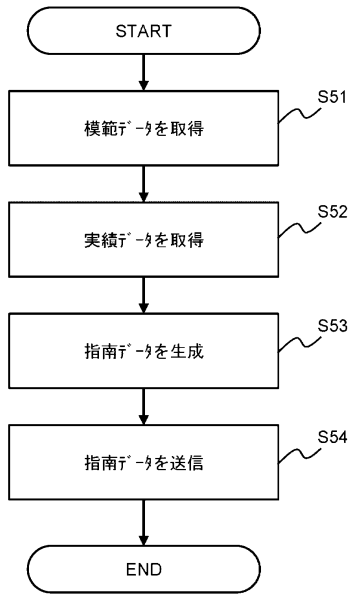 START
S51
模範ﾃﾞｰﾀを取得
S52
実績ﾃﾞｰﾀを取得
S53
指南ﾃﾞｰﾀを生成
S54
指南ﾃﾞｰﾀを送信
END